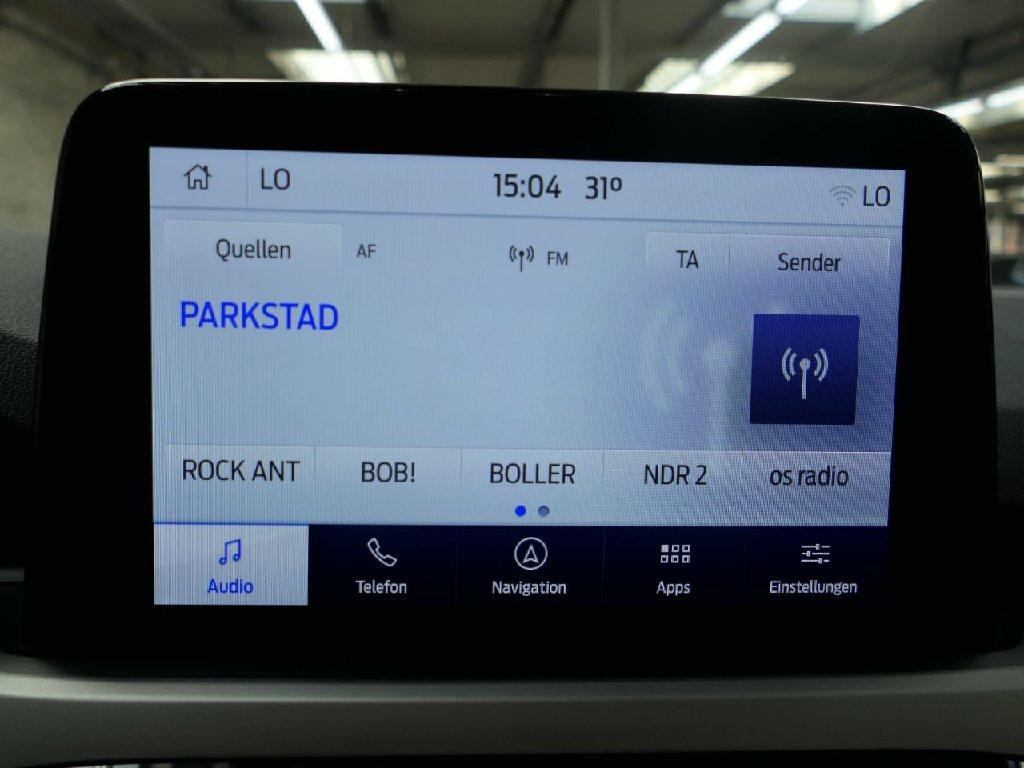 LO 15:04 31° LO
Quellen AF FM TA Sender
PARKSTAD
ROCK ANT BOB! BOLLER NDR 2 os radio
Audio Telefon Navigation Apps Einstellungen